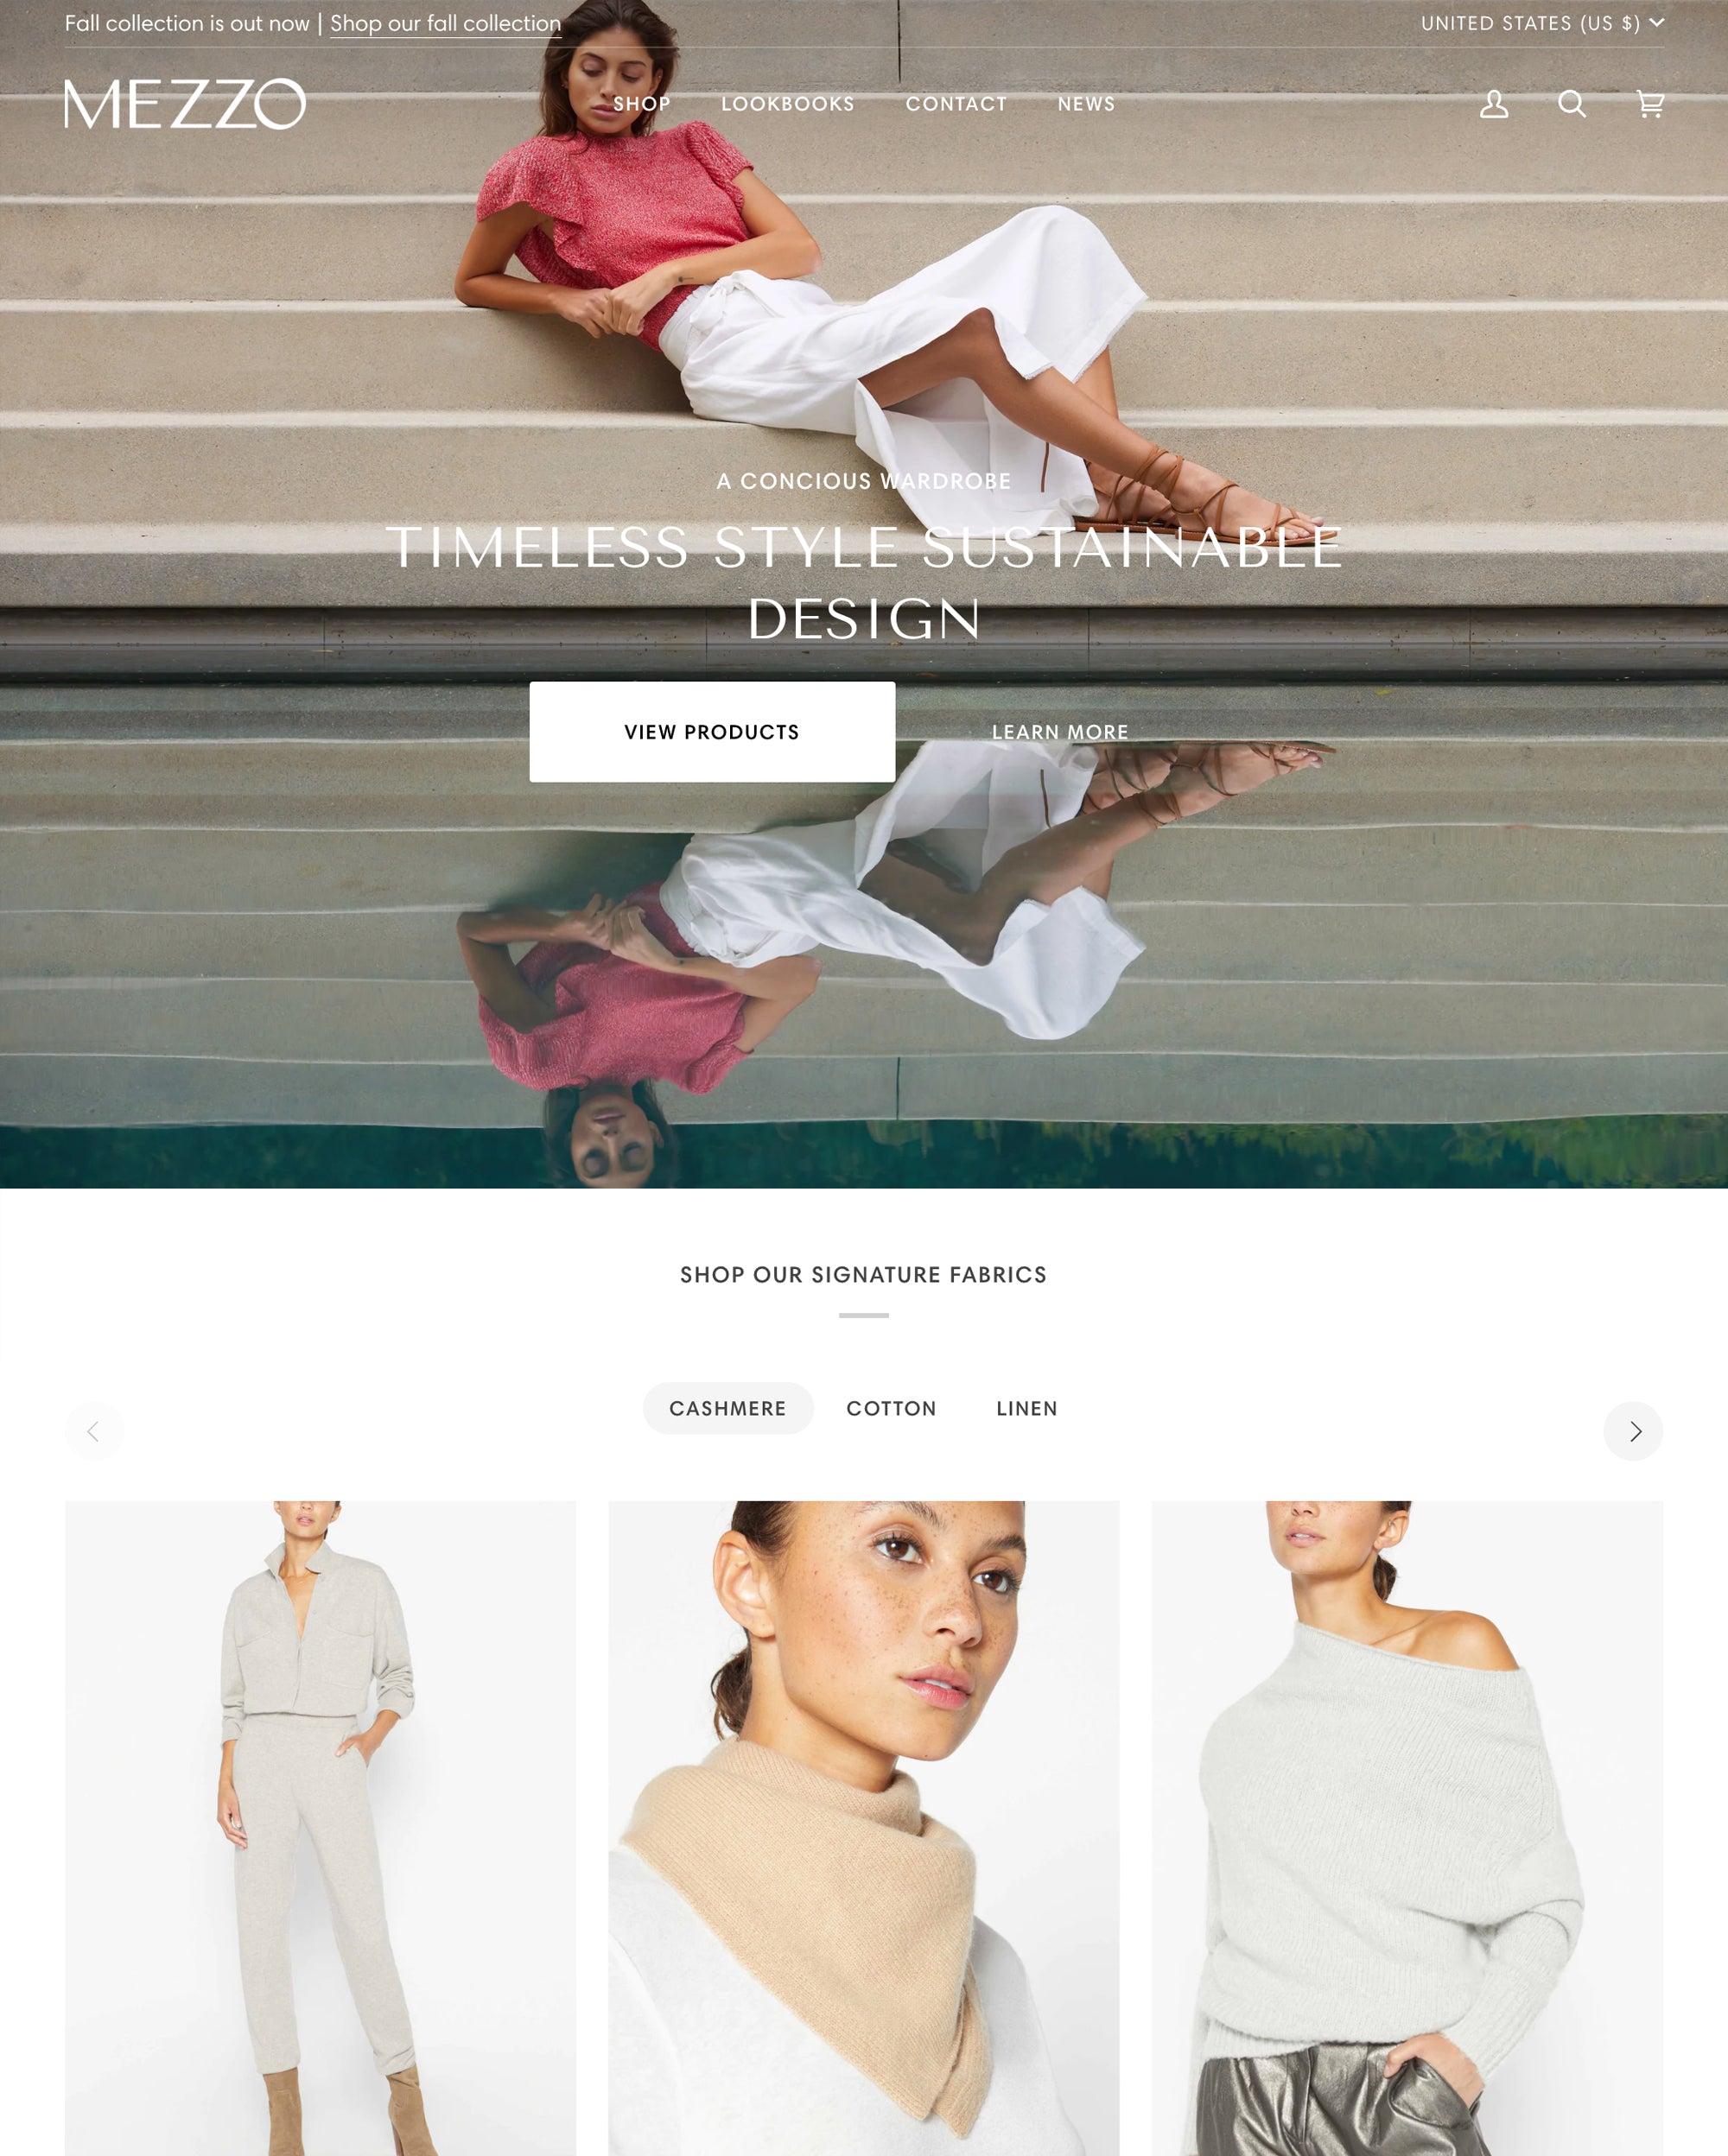 Fall collection is out now | Shop our fall collection
UNITED STATES (US $)
MEZZO
SHOP LOOKBOOKS CONTACT NEWS
A CONCIOUS WARDROBE
TIMELESS STYLE SUSTAINABLE
DESIGN
VIEW PRODUCTS
LEARN MORE
SHOP OUR SIGNATURE FABRICS
CASHMERE COTTON LINEN